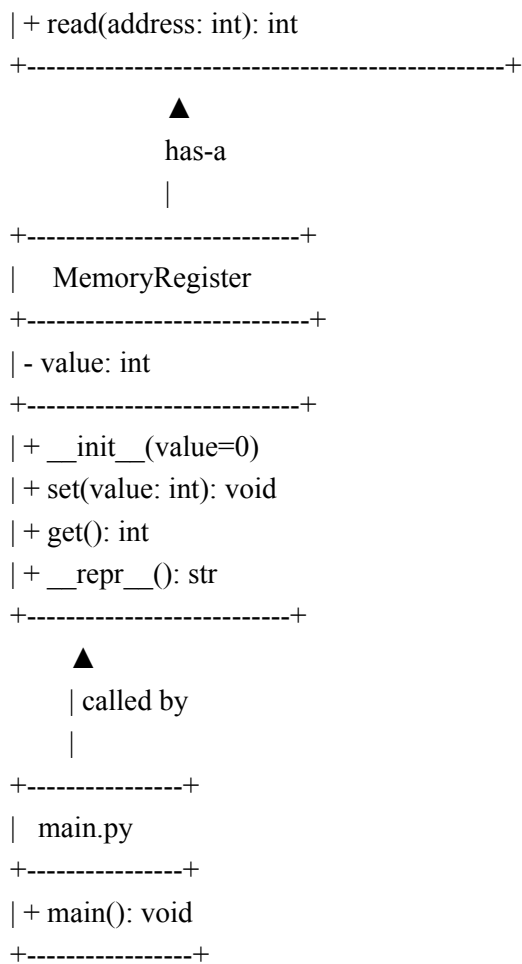 | + read(address: int): int
+-------------------------------------------------+
▲
has-a
|
+----------------------------+
| MemoryRegister
+-----------------------------+
| - value: int
+----------------------------+
| + __init__(value=0)
| + set(value: int): void
| + get(): int
| + __repr__(): str
+---------------------------+
▲
| called by
|
+----------------+
| main.py
+----------------+
| + main(): void
+-----------------+